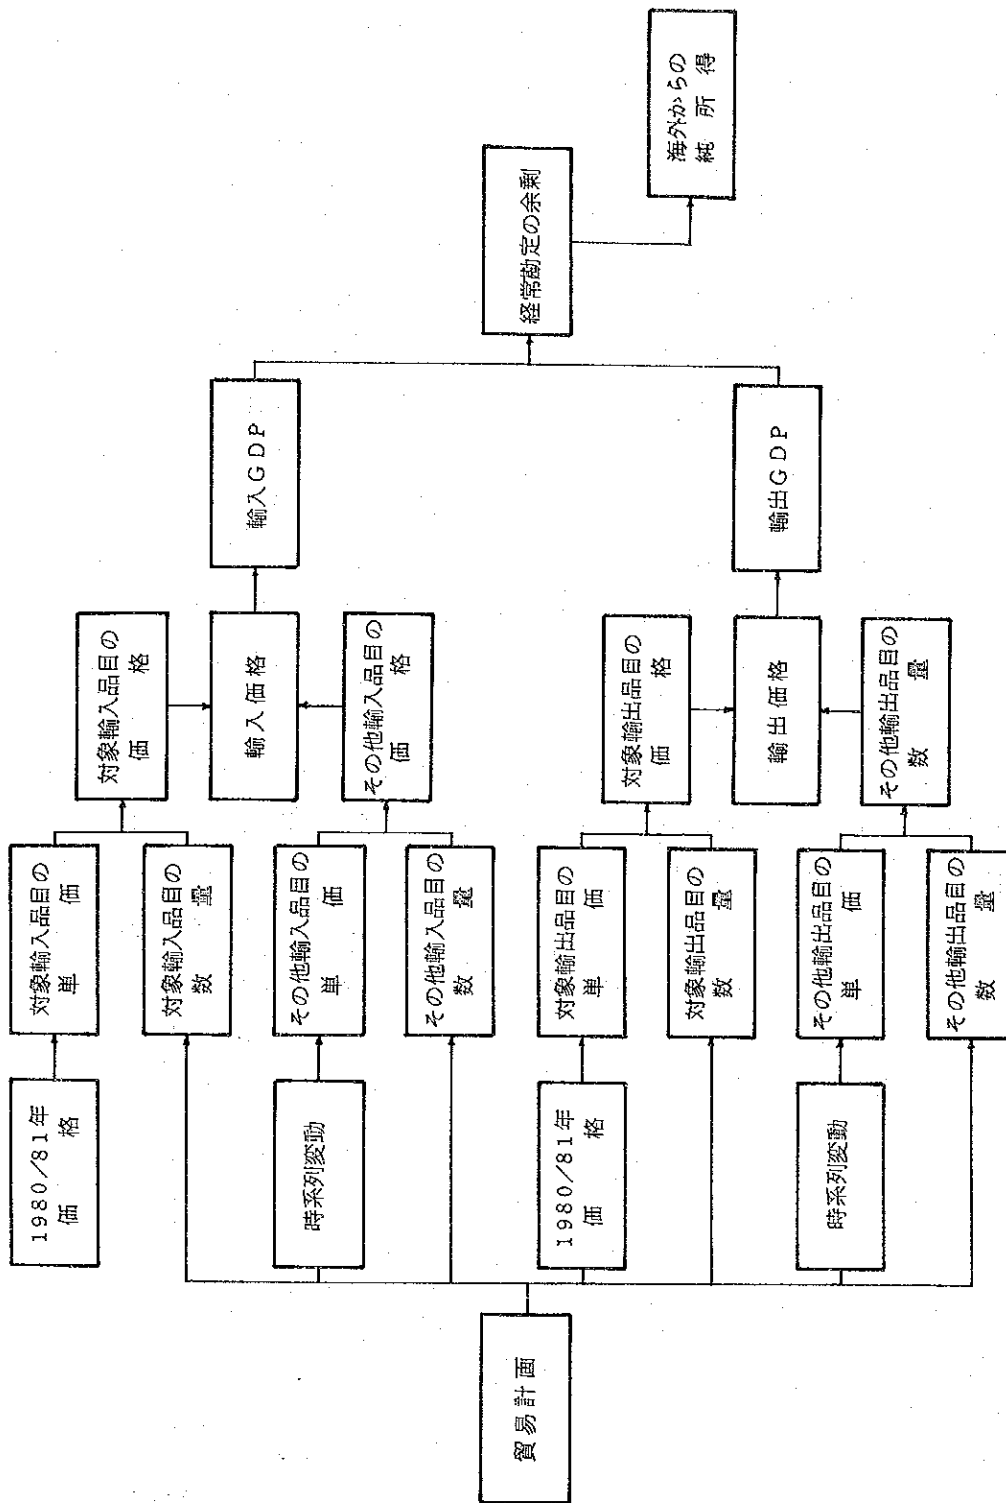 貿易計画
1980/81年
価格
時系列変動
1980/81年
価格
時系列変動
対象輸入品目の
単価
対象輸入品目の
数量
その他輸入品目の
単価
その他輸入品目の
数量
対象輸出品目の
単価
対象輸出品目の
数量
その他輸出品目の
単価
その他輸出品目の
数量
対象輸入品目の
価格
輸入価格
その他輸入品目の
価格
対象輸出品目の
価格
輸出価格
その他輸出品目の
数量
輸入GDP
輸出GDP
経常勘定の余剰
海外からの
純所得